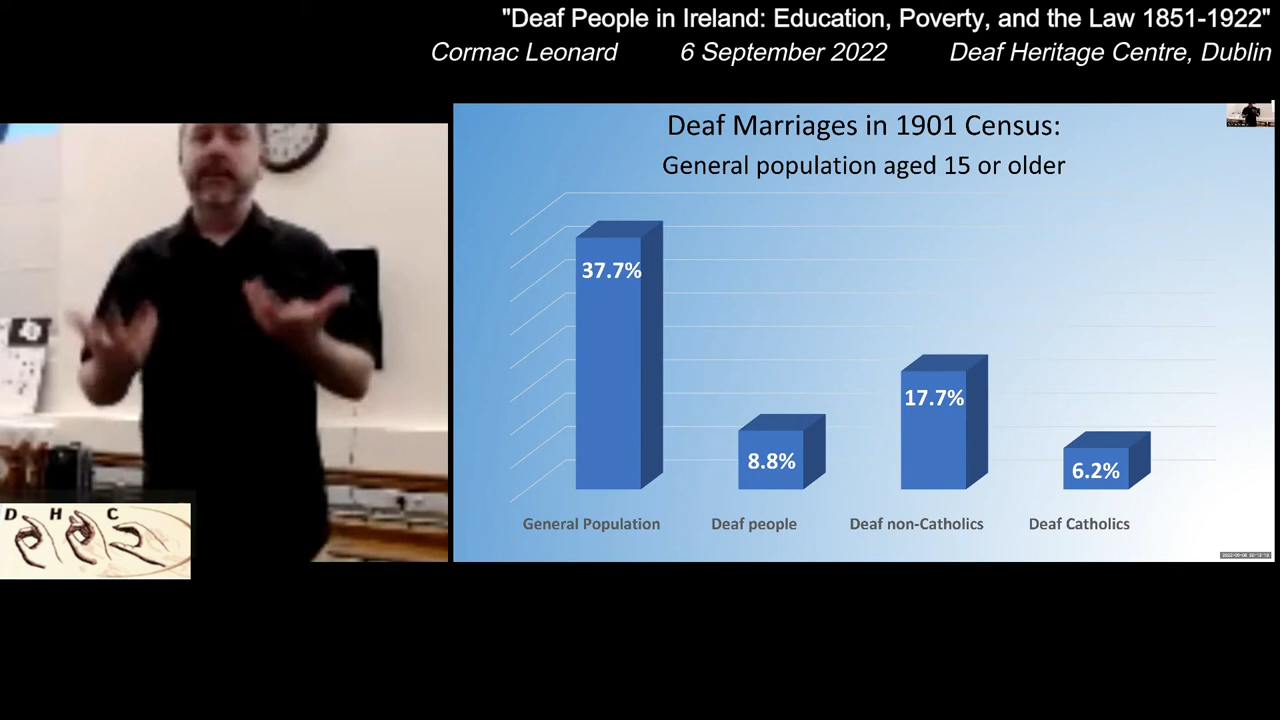 "Deaf People in Ireland: Education, Poverty, and the Law 1851-1922"
Cormac Leonard 6 September 2022 Deaf Heritage Centre, Dublin
Deaf Marriages in 1901 Census:
General population aged 15 or older
37.7%
8.8%
17.7%
6.2%
General Population
Deaf people
Deaf non-Catholics
Deaf Catholics
D H C